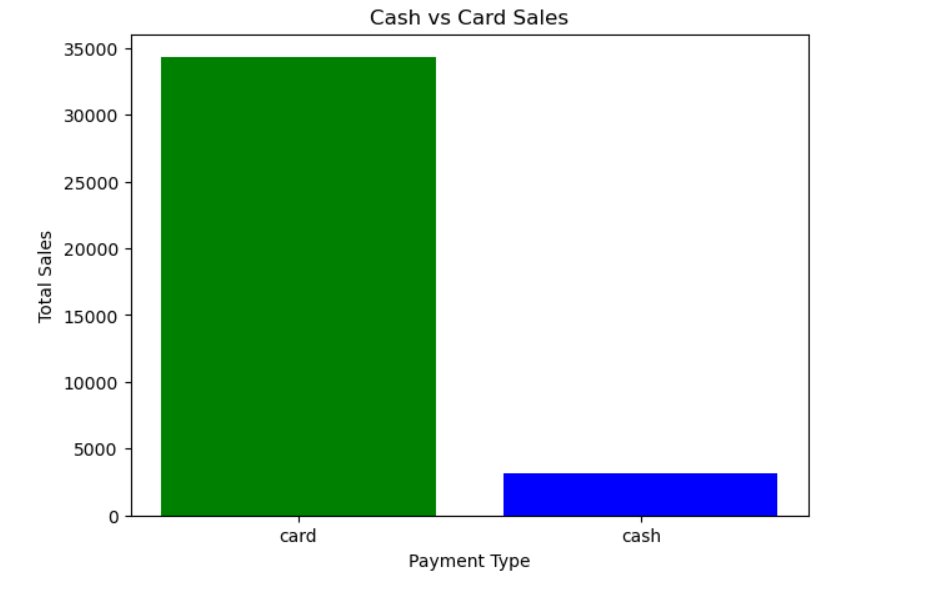 Cash vs Card Sales
35000
30000
25000
20000
15000
10000
5000
0
Total Sales
card
cash
Payment Type